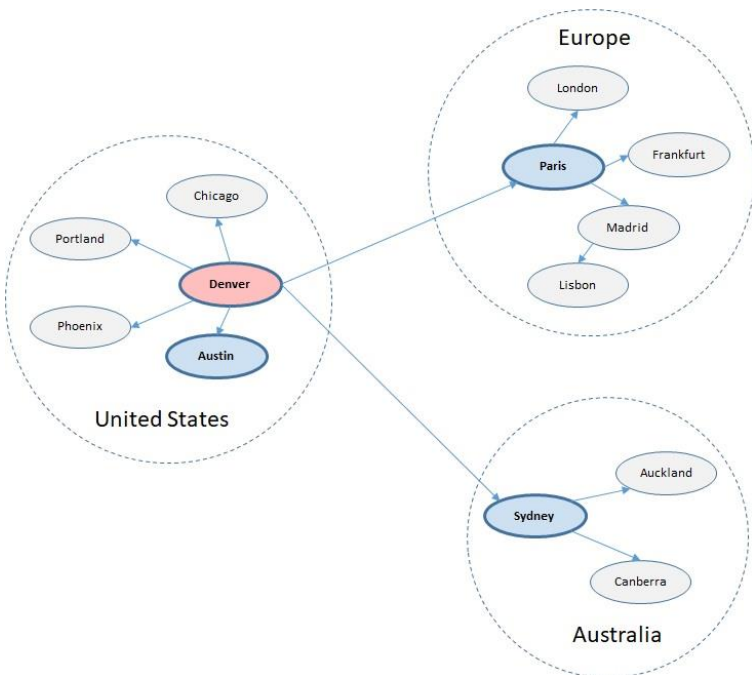 Europe
London
Paris
Frankfurt
Madrid
Lisbon
Chicago
Portland
Denver
Phoenix
Austin
United States
Auckland
Sydney
Canberra
Australia